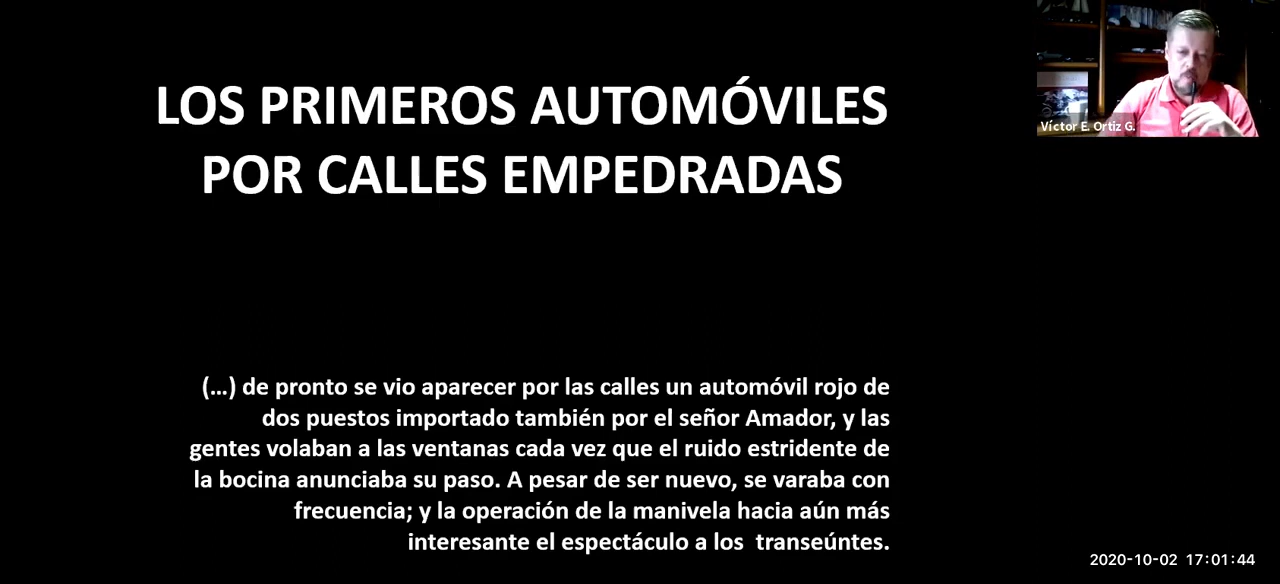 LOS PRIMEROS AUTOMÓVILES
POR CALLES EMPEDRADAS
Víctor E. Ortiz G.
(...) de pronto se vio aparecer por las calles un automóvil rojo de
dos puestos importado también por el señor Amador, y las
gentes volaban a las ventanas cada vez que el ruido estridente de
la bocina anunciaba su paso. A pesar de ser nuevo, se varaba con
frecuencia; y la operación de la manivela hacia aún más
interesante el espectáculo a los  transeúntes.
2020-10-02 17:01:44